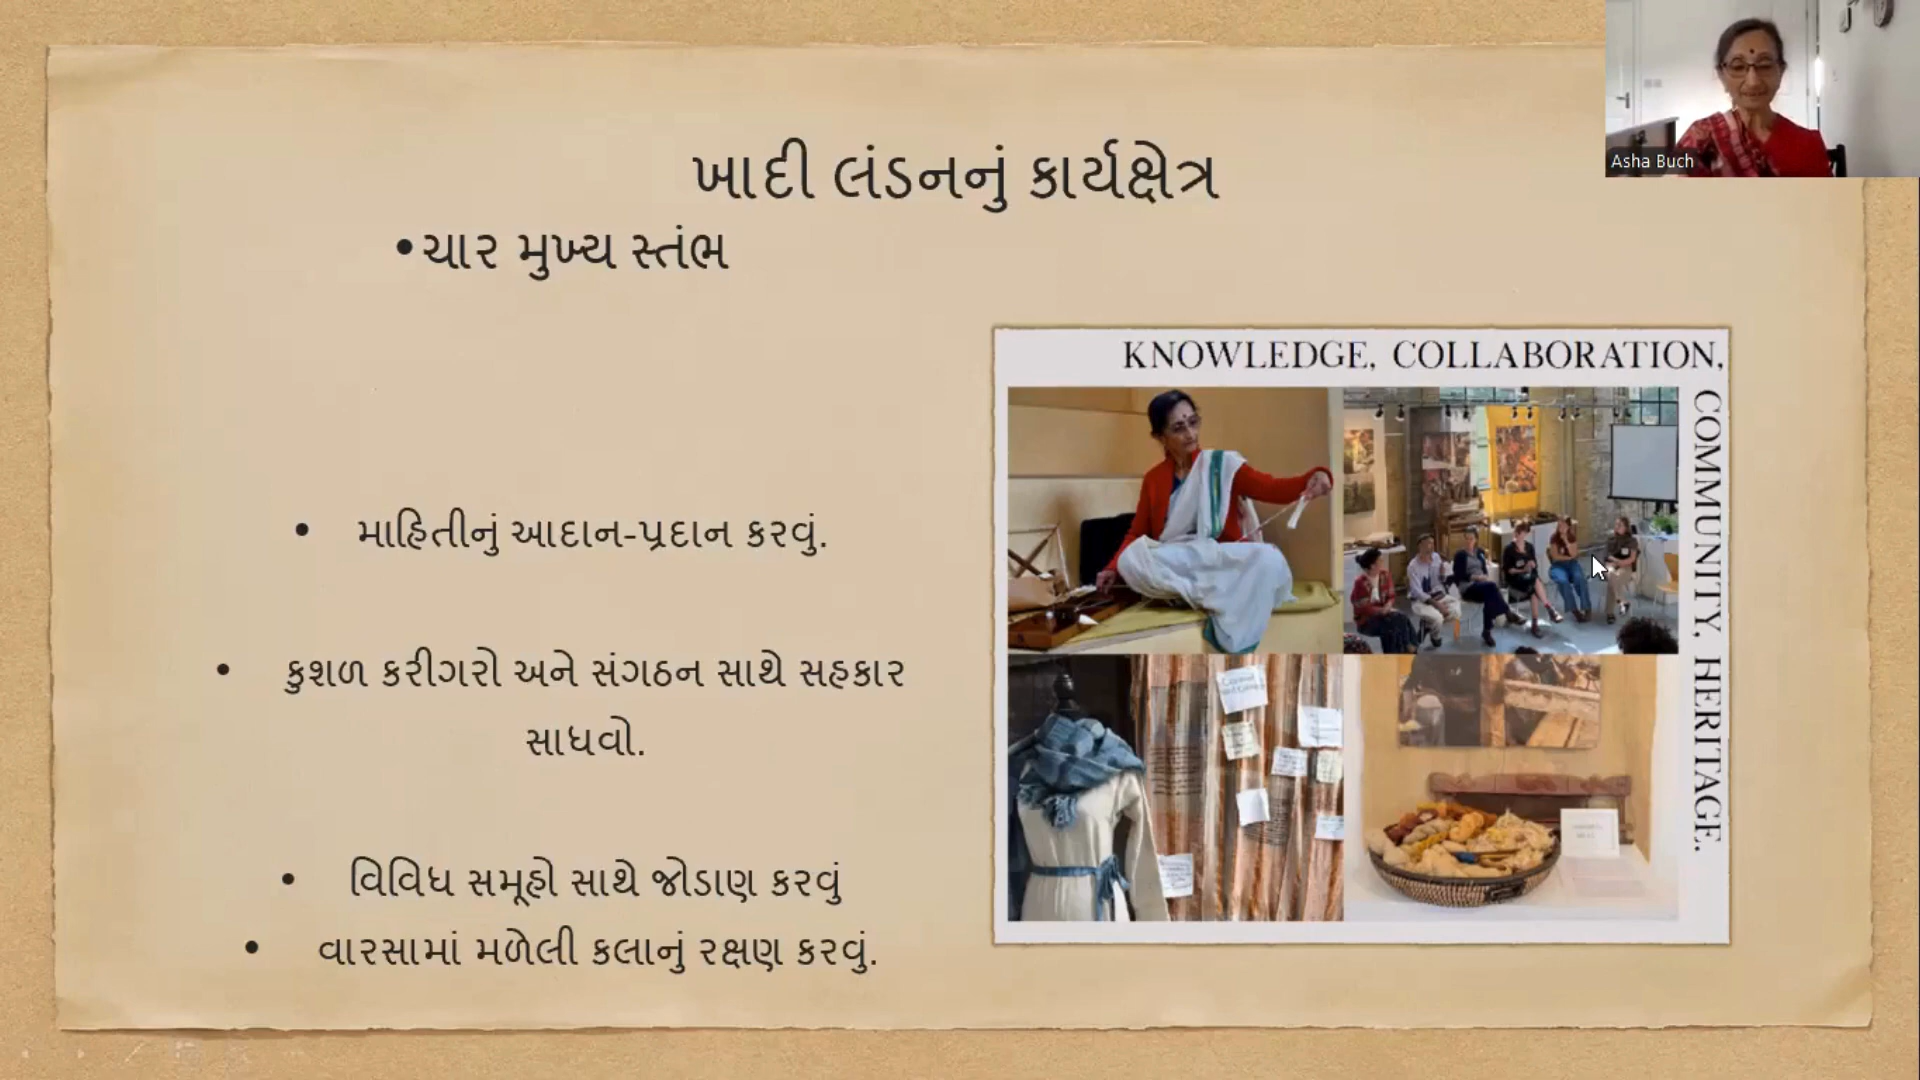 ખાદી લંડનનું કાર્યક્ષેત્ર
•ચાર મુખ્ય સ્તંભ
• માહિતીનું આદાન-પ્રદાન કરવું.
• કુશળ કરીગરો અને સંગઠન સાથે સહકાર
સાધવો.
• વિવિધ સમૂહો સાથે જોડાણ કરવું
• વારસામાં મળેલી કલાનું રક્ષણ કરવું.
KNOWLEDGE, COLLABORATION,
COMMUNITY, HERITAGE.
Asha Buch